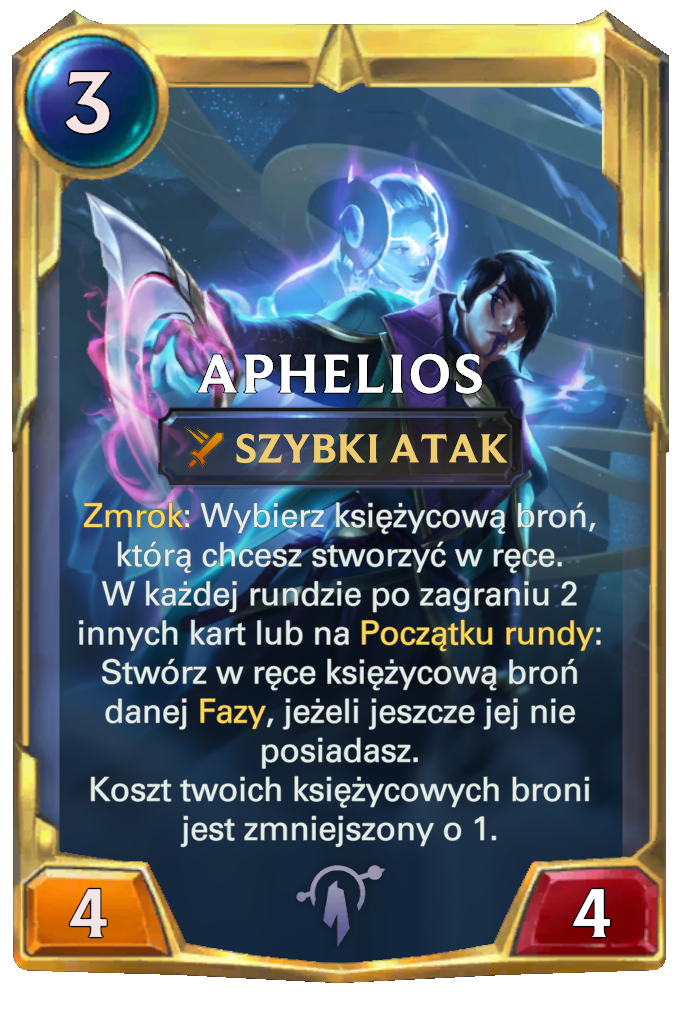 3
APHELIOS
SZYBKI ATAK
Zmrok: Wybierz księżycową broń,
którą chcesz stworzyć w ręce.
W każdej rundzie po zagraniu 2
innych kart lub na Początku rundy:
Stwórz w ręce księżycową broń
danej Fazy, jeżeli jeszcze jej nie
posiadasz.
Koszt twoich księżycowych broni
jest zmniejszony o 1.
4
4